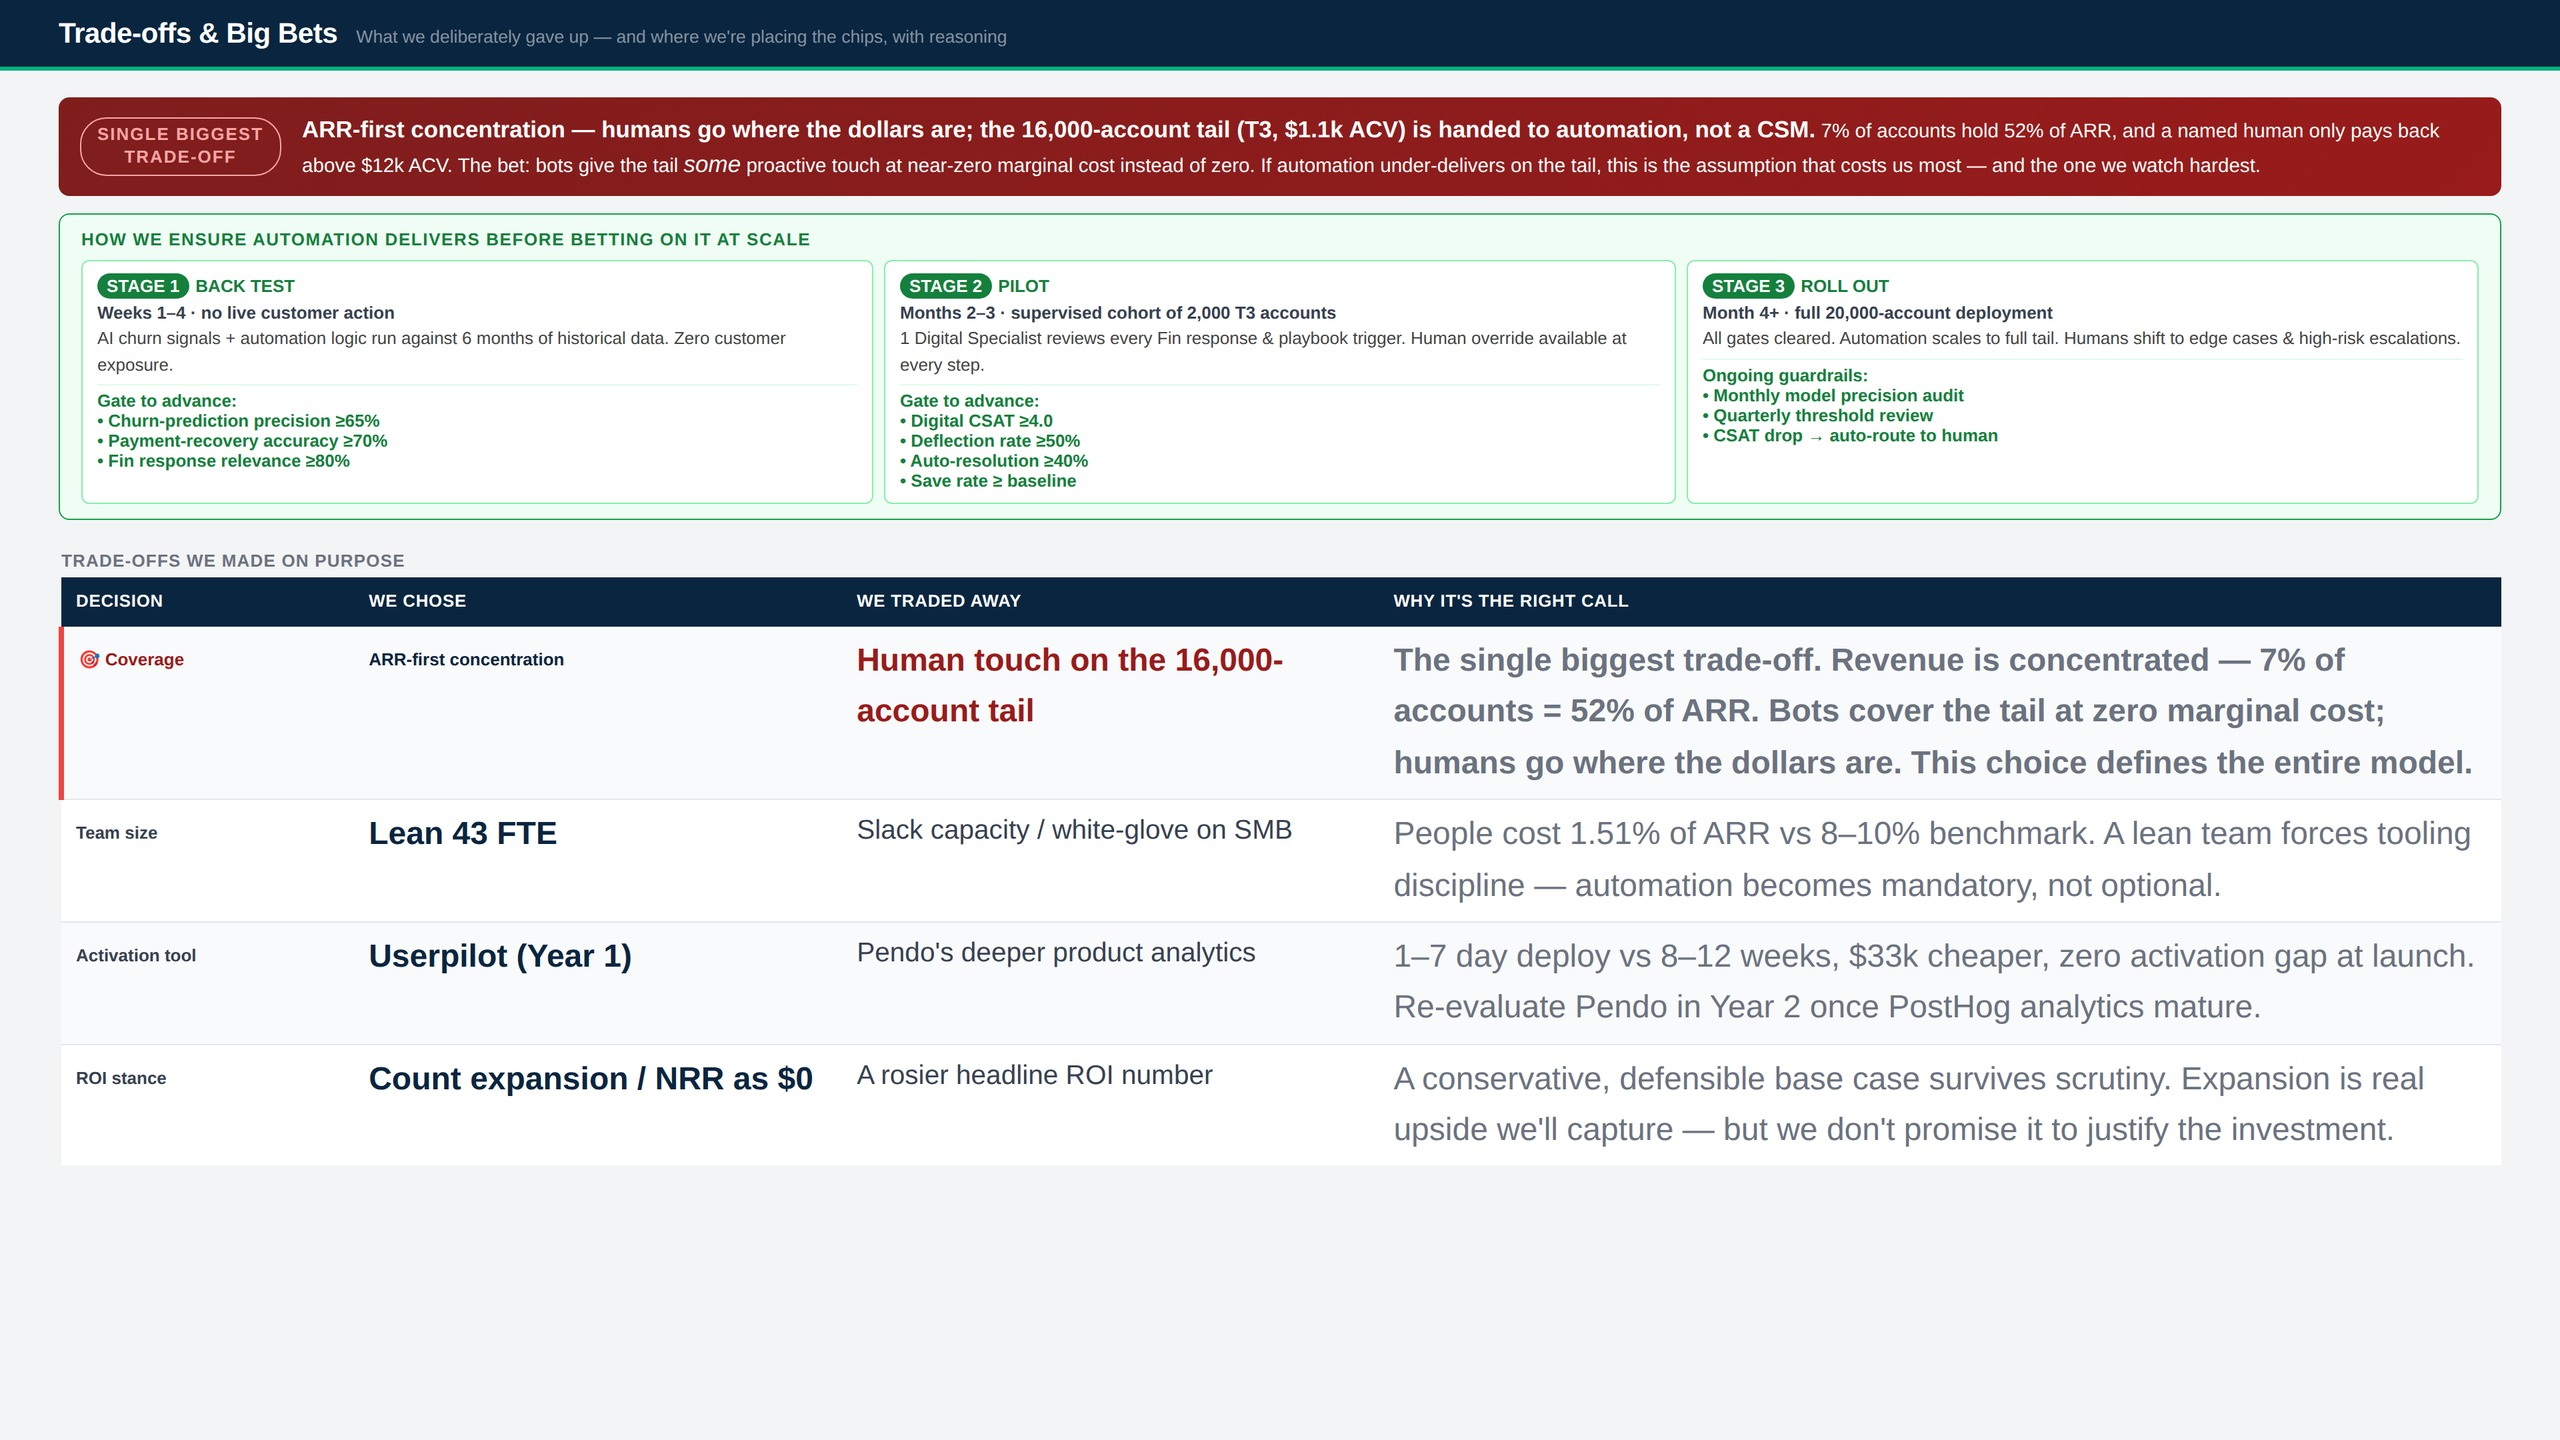 Trade-offs & Big Bets What we deliberately gave up — and where we're placing the chips, with reasoning
SINGLE BIGGEST
TRADE-OFF
ARR-first concentration — humans go where the dollars are; the 16,000-account tail (T3, $1.1k ACV) is handed to automation, not a CSM. 7% of accounts hold 52% of ARR, and a named human only pays back
above $12k ACV. The bet: bots give the tail some proactive touch at near-zero marginal cost instead of zero. If automation under-delivers on the tail, this is the assumption that costs us most — and the one we watch hardest.
HOW WE ENSURE AUTOMATION DELIVERS BEFORE BETTING ON IT AT SCALE
STAGE 1 BACK TEST
Weeks 1–4 · no live customer action
AI churn signals + automation logic run against 6 months of historical data. Zero customer
exposure.
Gate to advance:
• Churn-prediction precision ≥65%
• Payment-recovery accuracy ≥70%
• Fin response relevance ≥80%
STAGE 2 PILOT
Months 2–3 · supervised cohort of 2,000 T3 accounts
1 Digital Specialist reviews every Fin response & playbook trigger. Human override available at
every step.
Gate to advance:
• Digital CSAT ≥4.0
• Deflection rate ≥50%
• Auto-resolution ≥40%
• Save rate ≥ baseline
STAGE 3 ROLL OUT
Month 4+ · full 20,000-account deployment
All gates cleared. Automation scales to full tail. Humans shift to edge cases & high-risk escalations.
Ongoing guardrails:
• Monthly model precision audit
• Quarterly threshold review
• CSAT drop → auto-route to human
TRADE-OFFS WE MADE ON PURPOSE
DECISION WE CHOSE WE TRADED AWAY WHY IT'S THE RIGHT CALL
🎯 Coverage
ARR-first concentration
Human touch on the 16,000-
account tail
The single biggest trade-off. Revenue is concentrated — 7% of
accounts = 52% of ARR. Bots cover the tail at zero marginal cost;
humans go where the dollars are. This choice defines the entire model.
Team size
Lean 43 FTE
Slack capacity / white-glove on SMB
People cost 1.51% of ARR vs 8–10% benchmark. A lean team forces tooling
discipline — automation becomes mandatory, not optional.
Activation tool
Userpilot (Year 1)
Pendo's deeper product analytics
1–7 day deploy vs 8–12 weeks, $33k cheaper, zero activation gap at launch.
Re-evaluate Pendo in Year 2 once PostHog analytics mature.
ROI stance
Count expansion / NRR as $0
A rosier headline ROI number
A conservative, defensible base case survives scrutiny. Expansion is real
upside we'll capture — but we don't promise it to justify the investment.